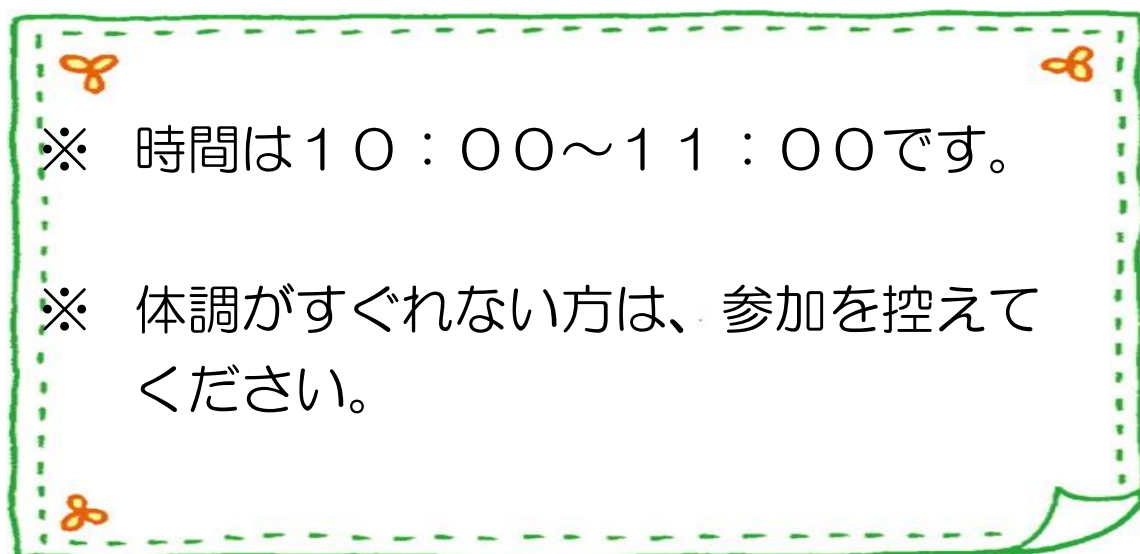 ※　時間は１０：００～１１：００です。
※　体調がすぐれない方は、参加を控えて
ください。